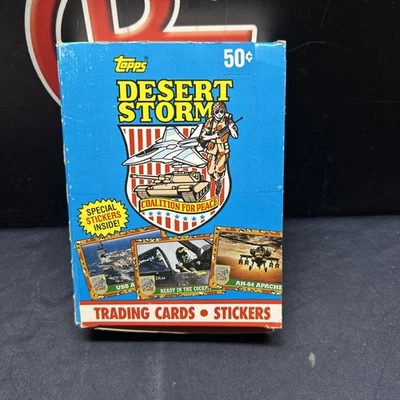 topps
50¢
DESERT
STORM
COALITION FOR PEACE
SPECIAL
STICKERS
INSIDE!
USS A
READY IN THE COCKP
AH-64 APACHE
TRADING CARDS • STICKERS